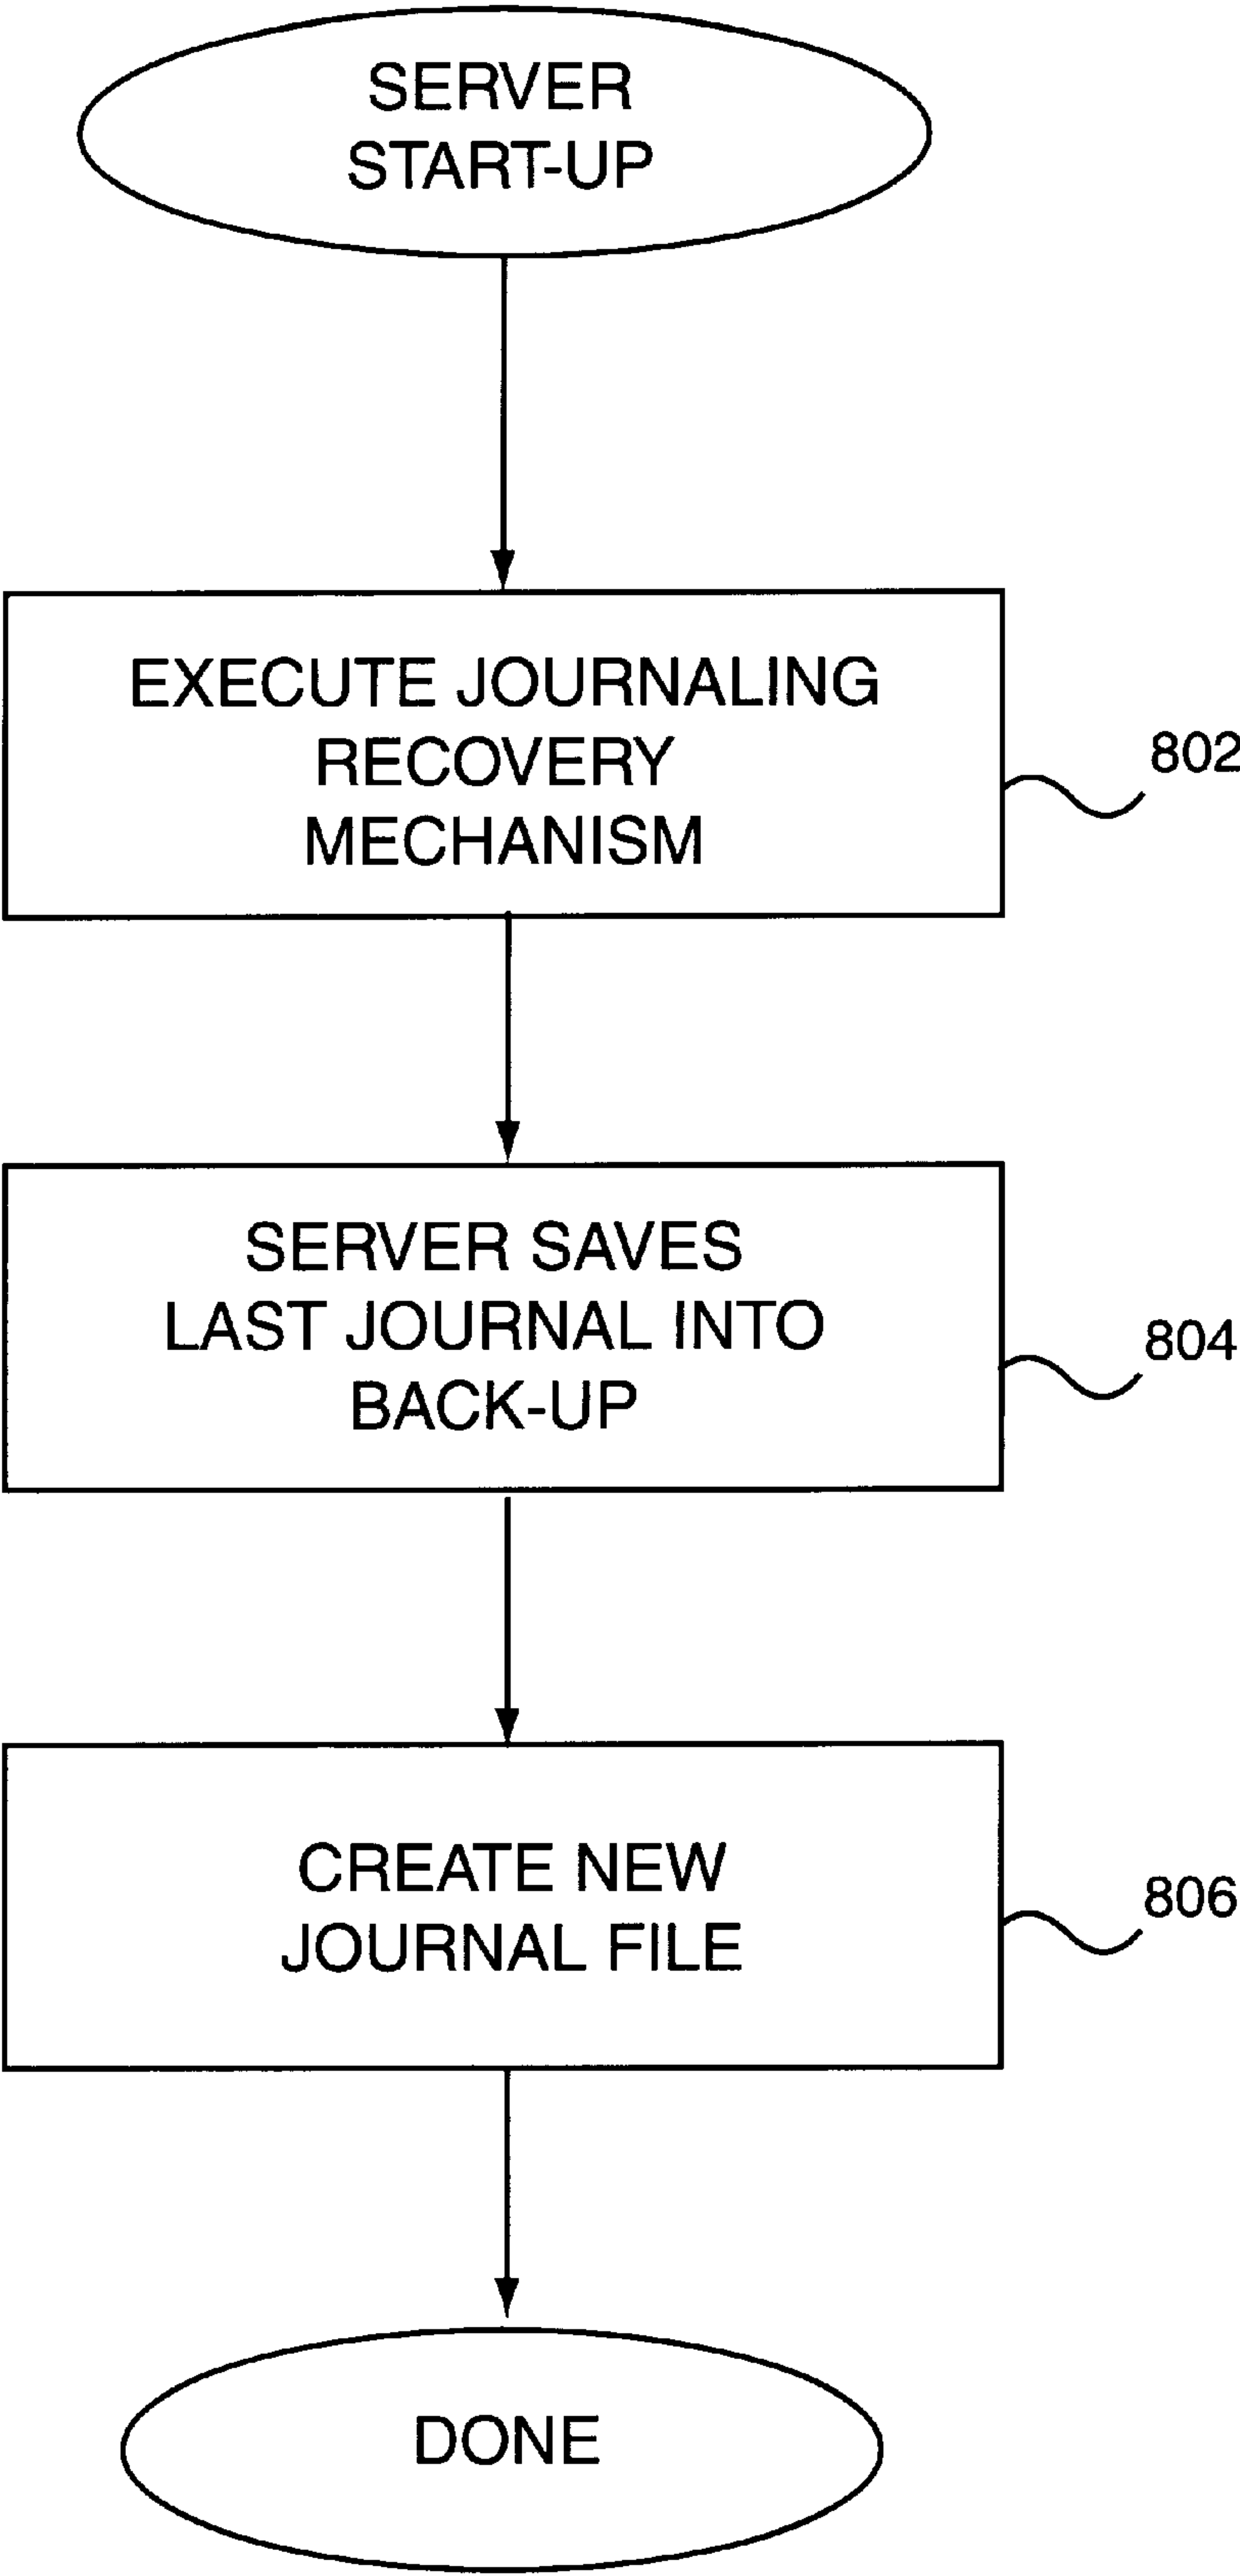 SERVER
START-UP
EXECUTE JOURNALING
RECOVERY
MECHANISM
802
SERVER SAVES
LAST JOURNAL INTO
BACK-UP
804
CREATE NEW
JOURNAL FILE
806
DONE